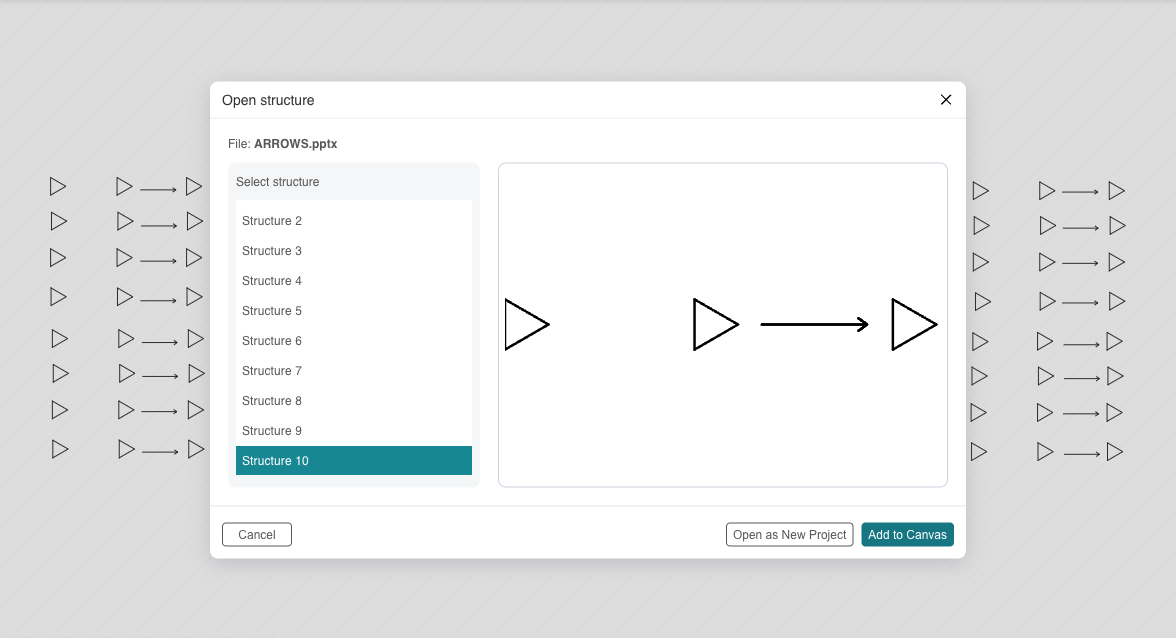 Open structure
File: ARROWS.pptx
Select structure
Structure 2
Structure 3
Structure 4
Structure 5
Structure 6
Structure 7
Structure 8
Structure 9
Structure 10
Cancel
Open as New Project
Add to Canvas